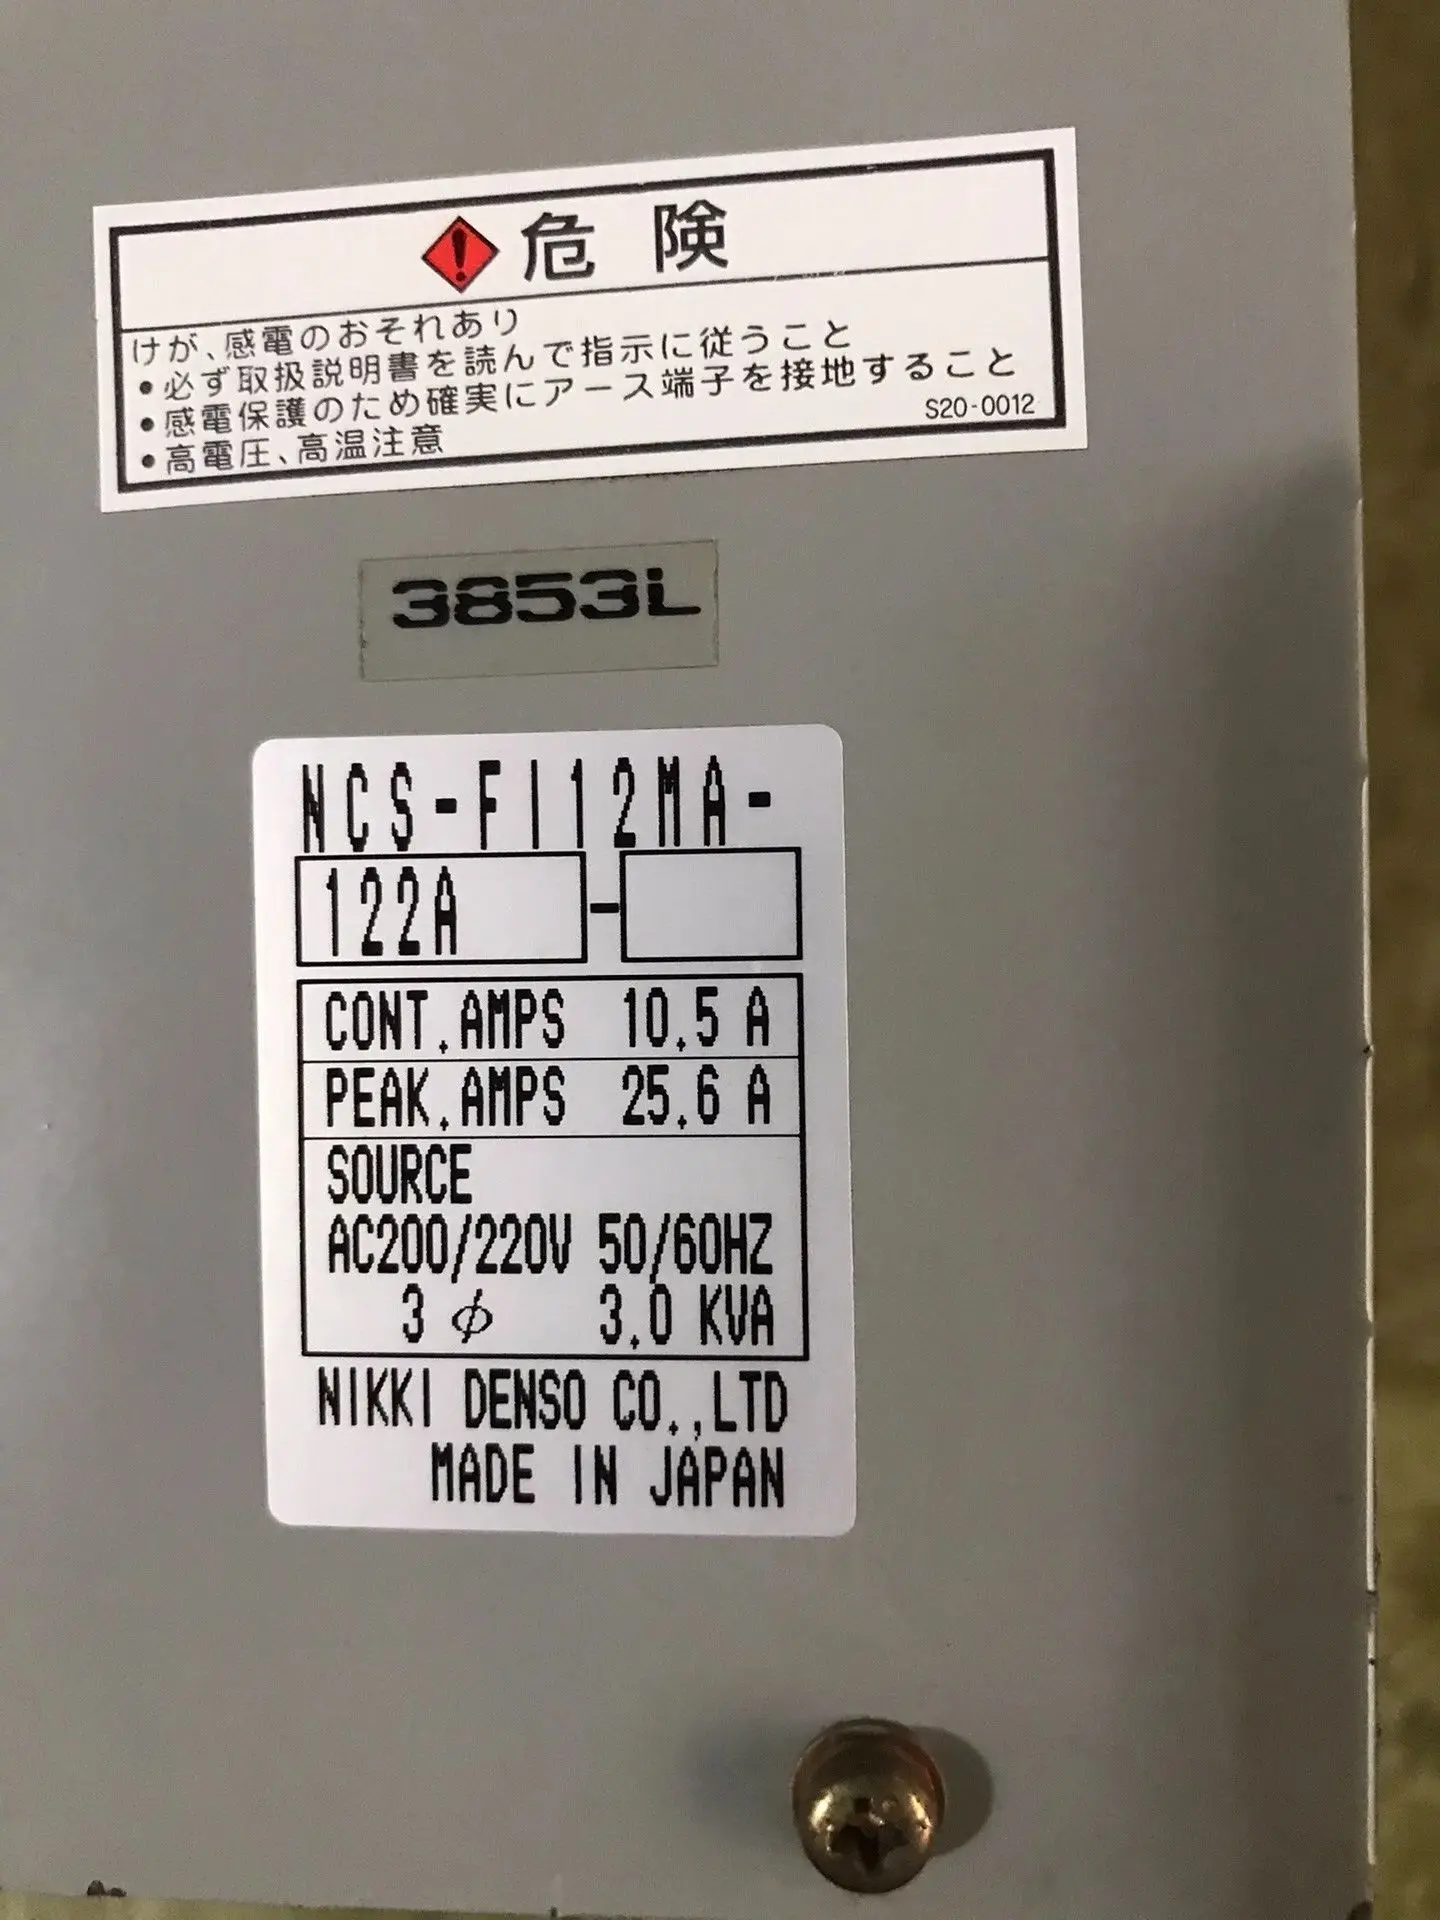 危険
けが、感電のおそれあり
•必ず取扱説明書を読んで指示に従うこと
•感電保護のため確実にアース端子を接地すること
•高電圧、高温注意
S20-0012
3853L
NCS-FI12MA-
122A -
CONT.AMPS 10.5 A
PEAK.AMPS 25.6 A
SOURCE
AC200/220V 50/60HZ
3 φ 3.0 KVA
NIKKI DENSO CO.,LTD
MADE IN JAPAN